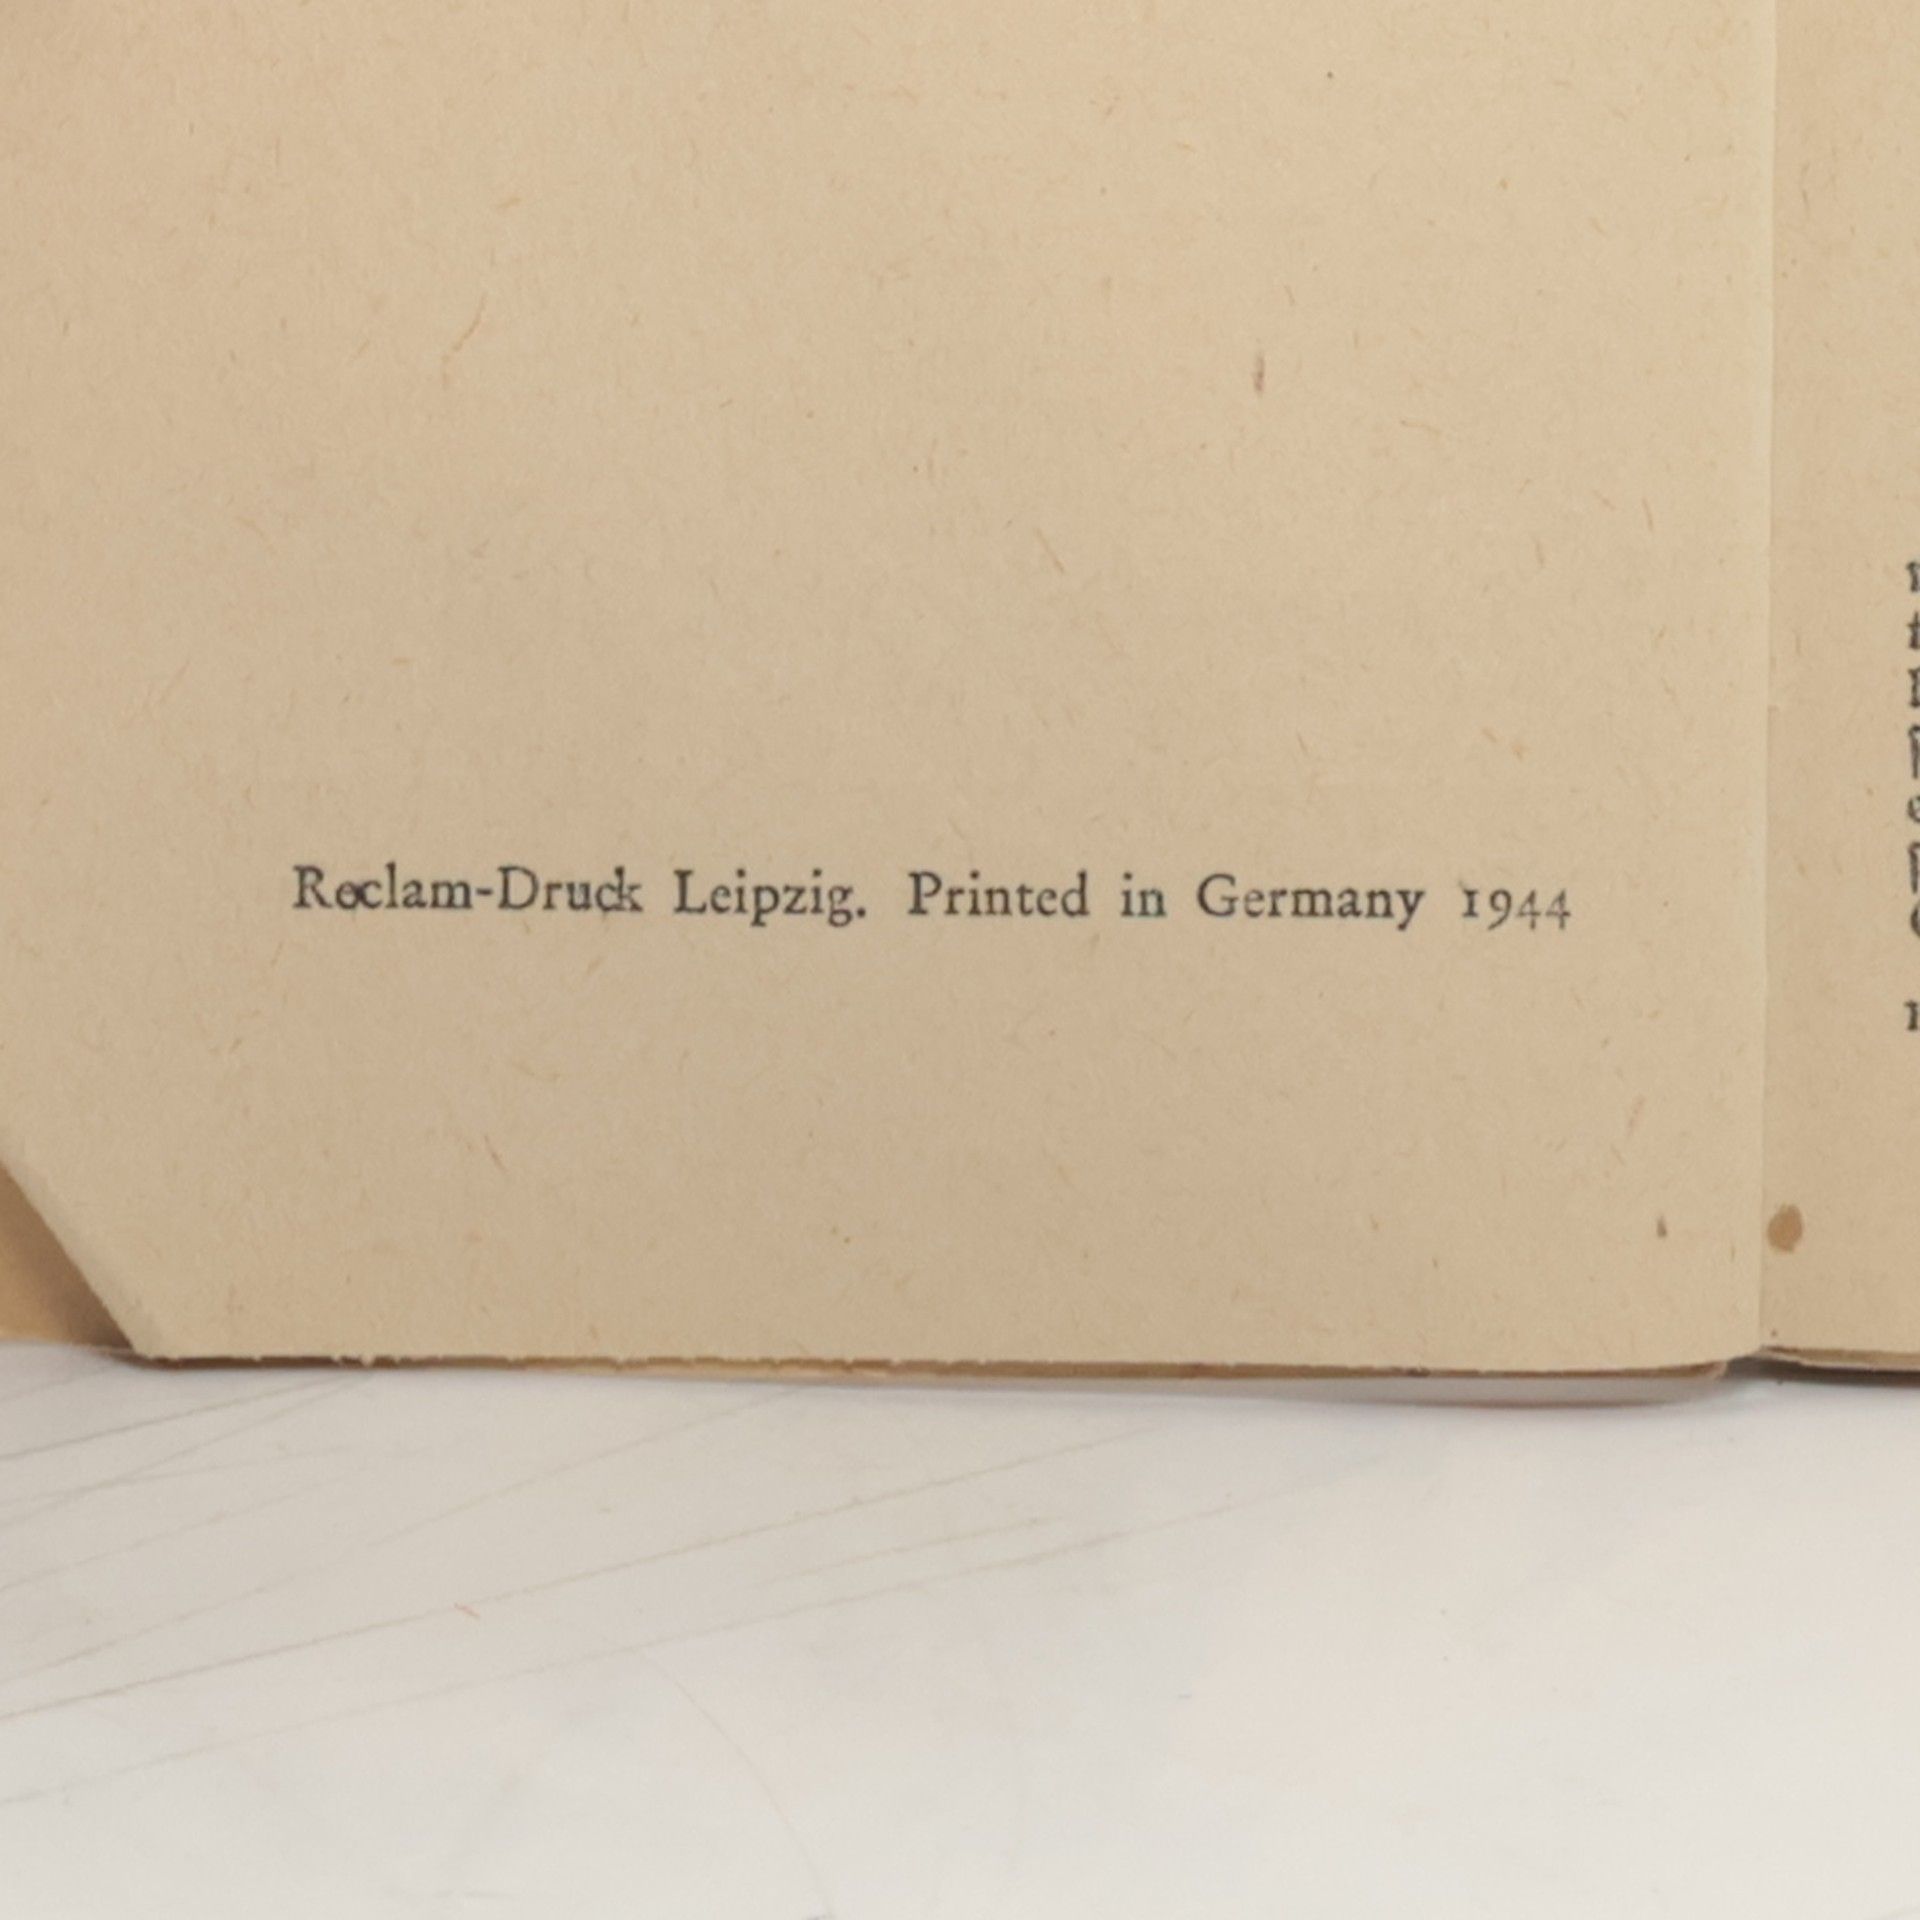 Reclam-Druck Leipzig. Printed in Germany 1944